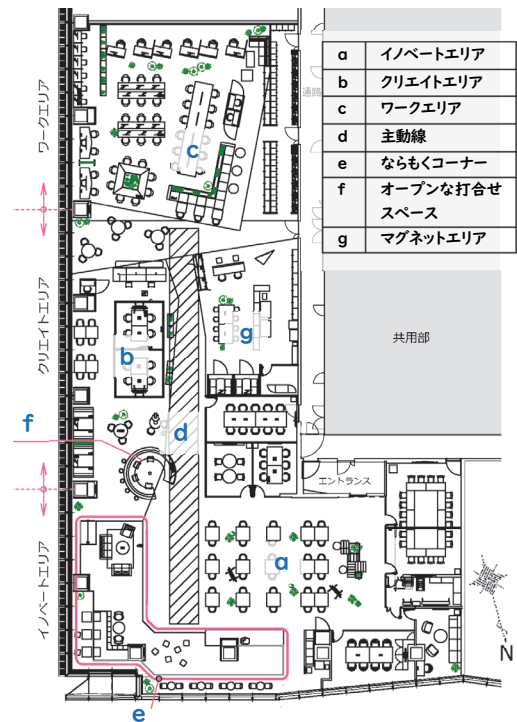 a イノベートエリア
b クリエイトエリア
c ワークエリア
d 主動線
e ならもくコーナー
f オープンな打合せ
スペース
g マグネットエリア
通路
ワークエリア
c
クリエイトエリア
g
共用部
b
f
d
エントランス
イノベートエリア
a
N
e